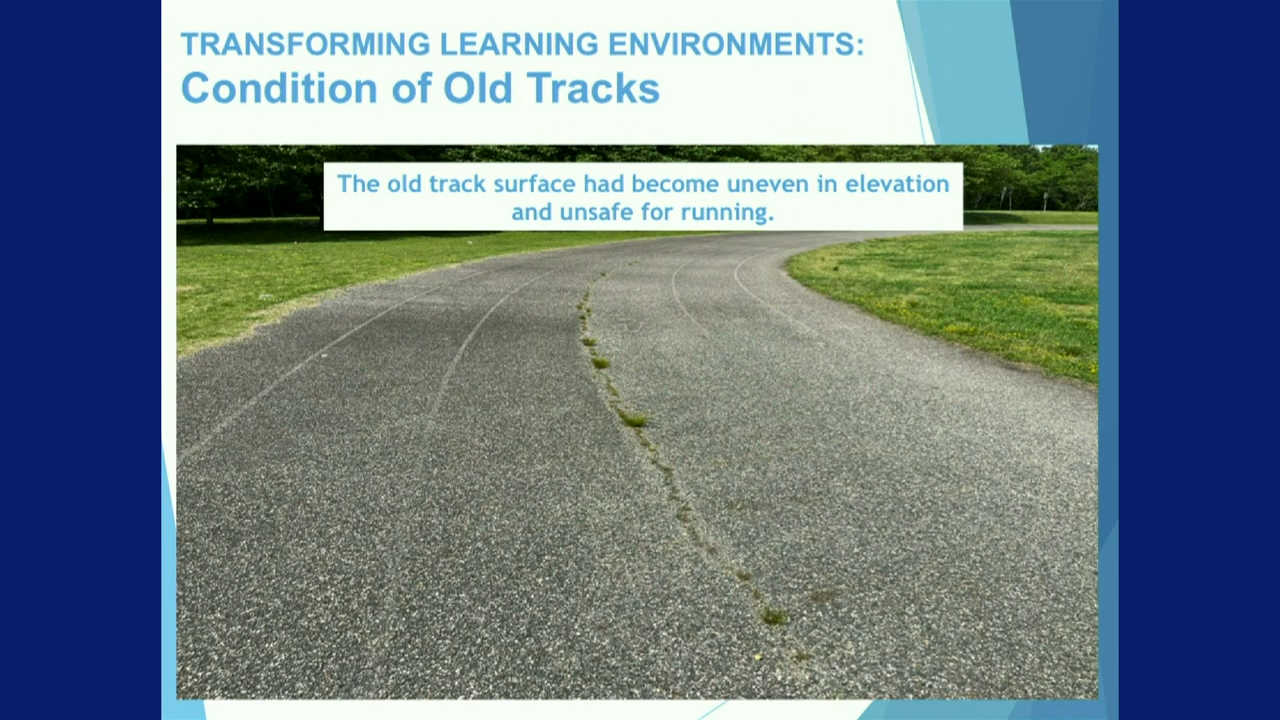 TRANSFORMING LEARNING ENVIRONMENTS:
Condition of Old Tracks
The old track surface had become uneven in elevation
and unsafe for running.